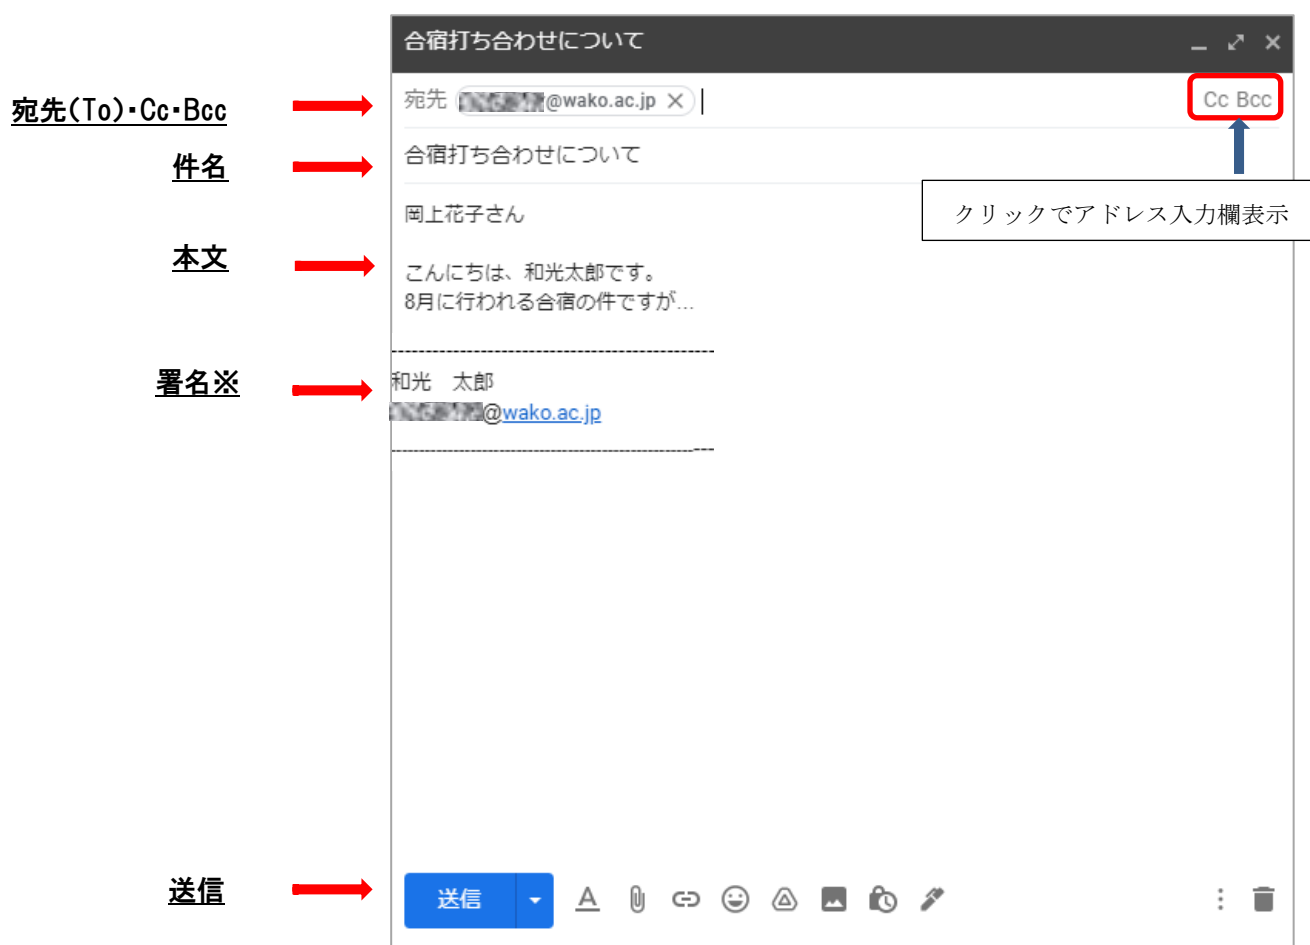 合宿打ち合わせについて
宛先(To)・Cc・Bcc
宛先 @wako.ac.jp
Cc Bcc
件名
合宿打ち合わせについて
クリックでアドレス入力欄表示
岡上花子さん
本文
こんにちは、和光太郎です。
8月に行われる合宿の件ですが...
署名※
和光　太郎
@wako.ac.jp
送信
送信